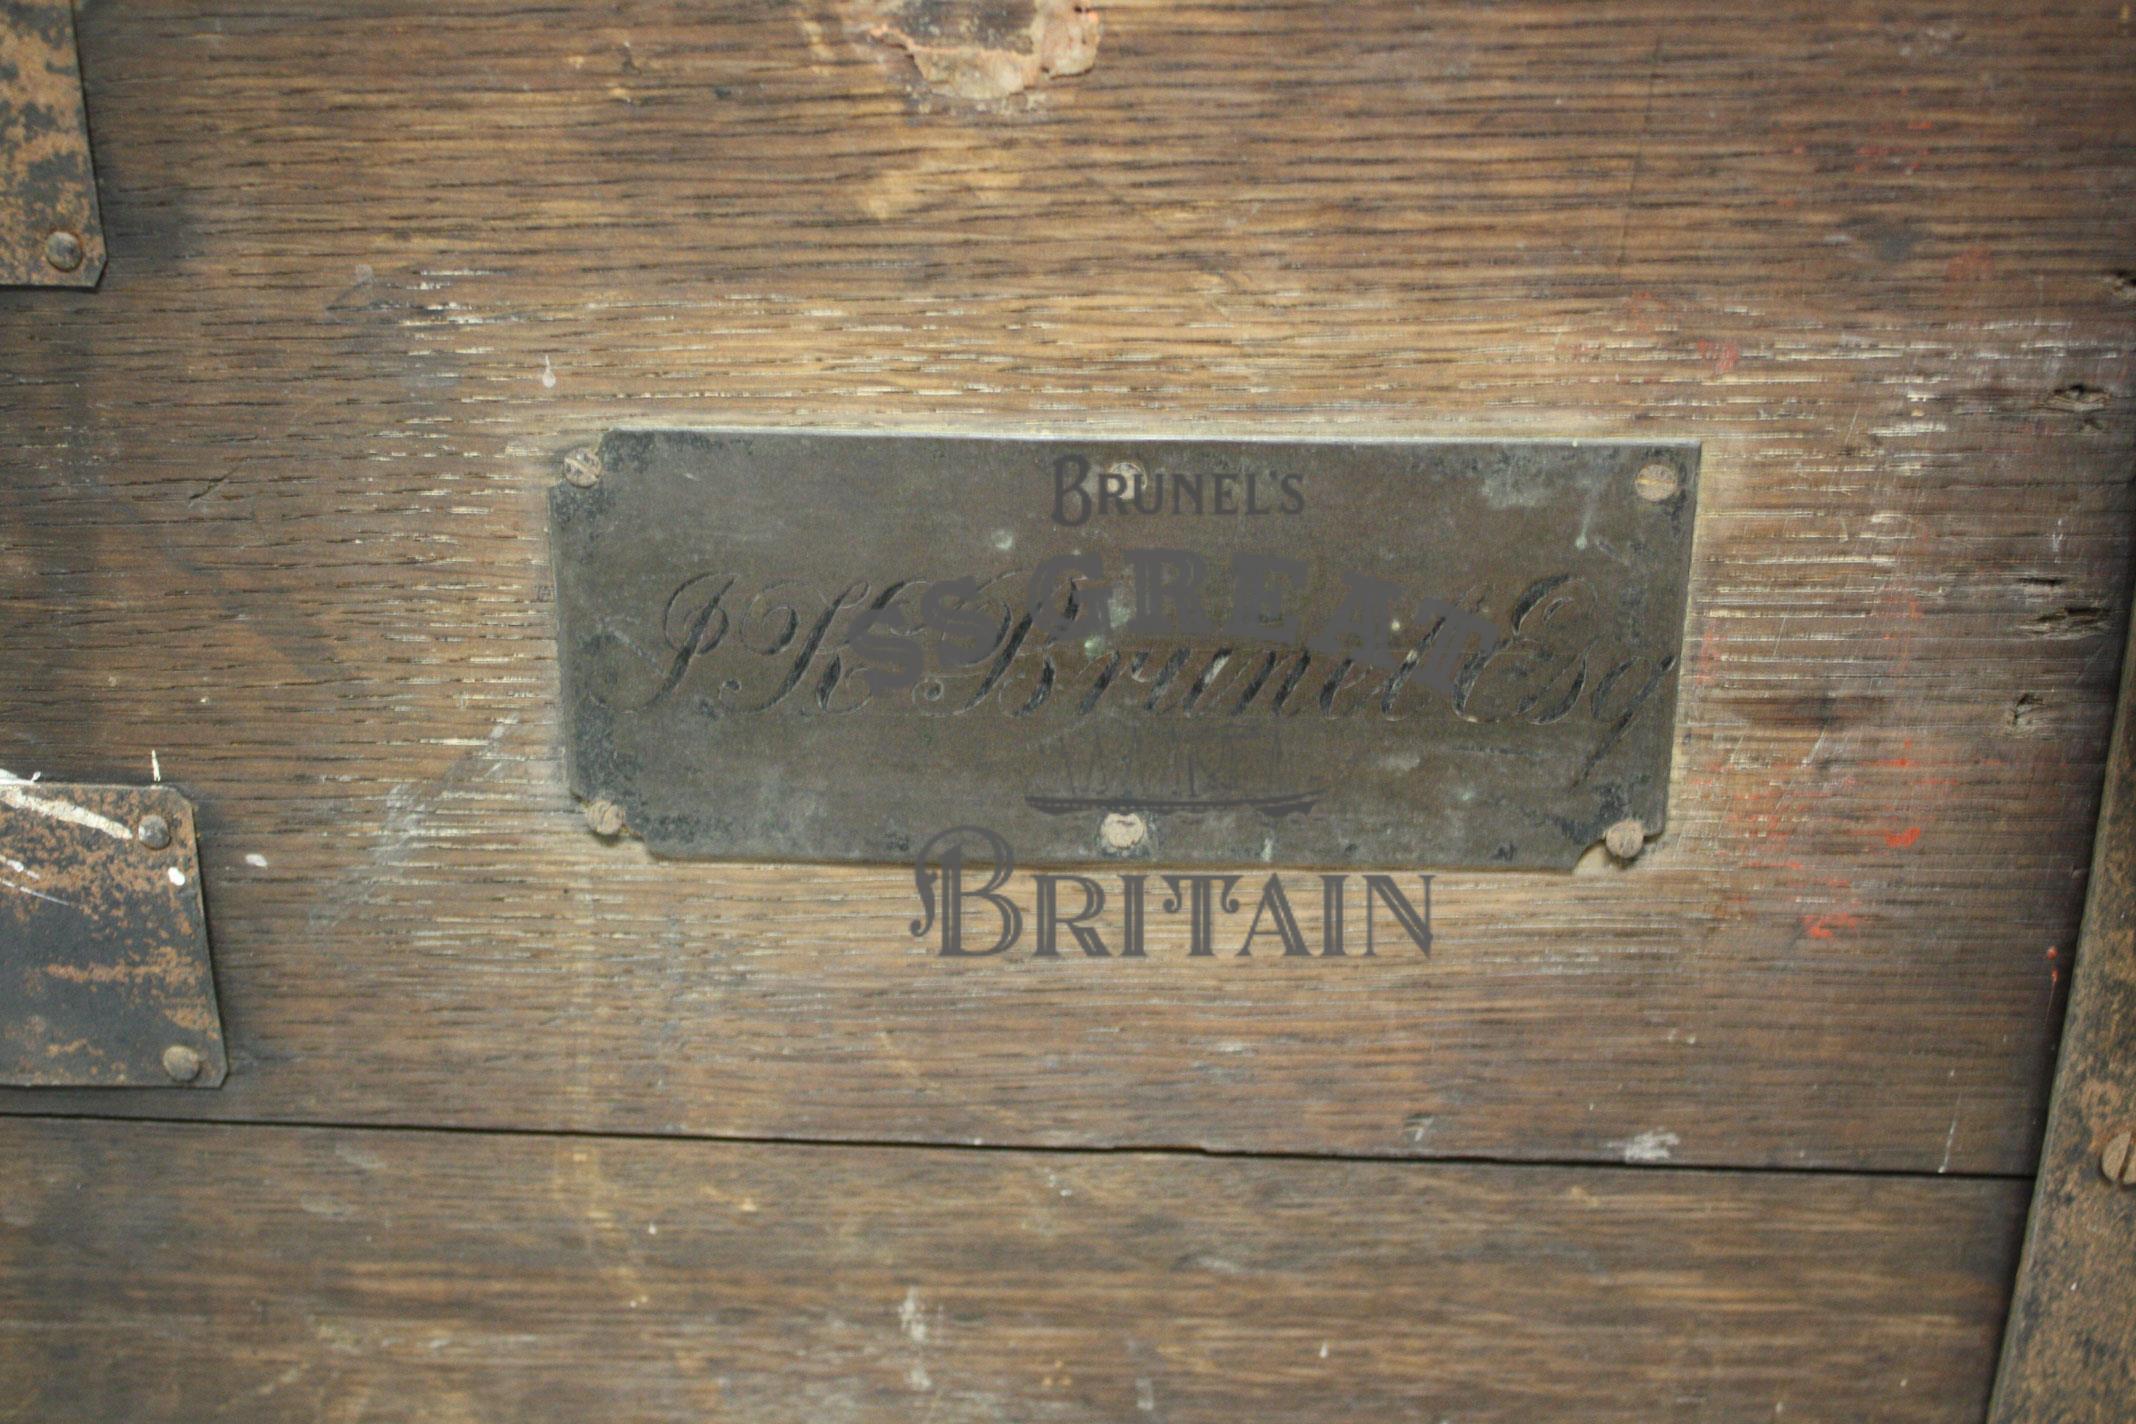 BRUNEL'S
SS GREAT
I K Brunel Esq
BRITAIN